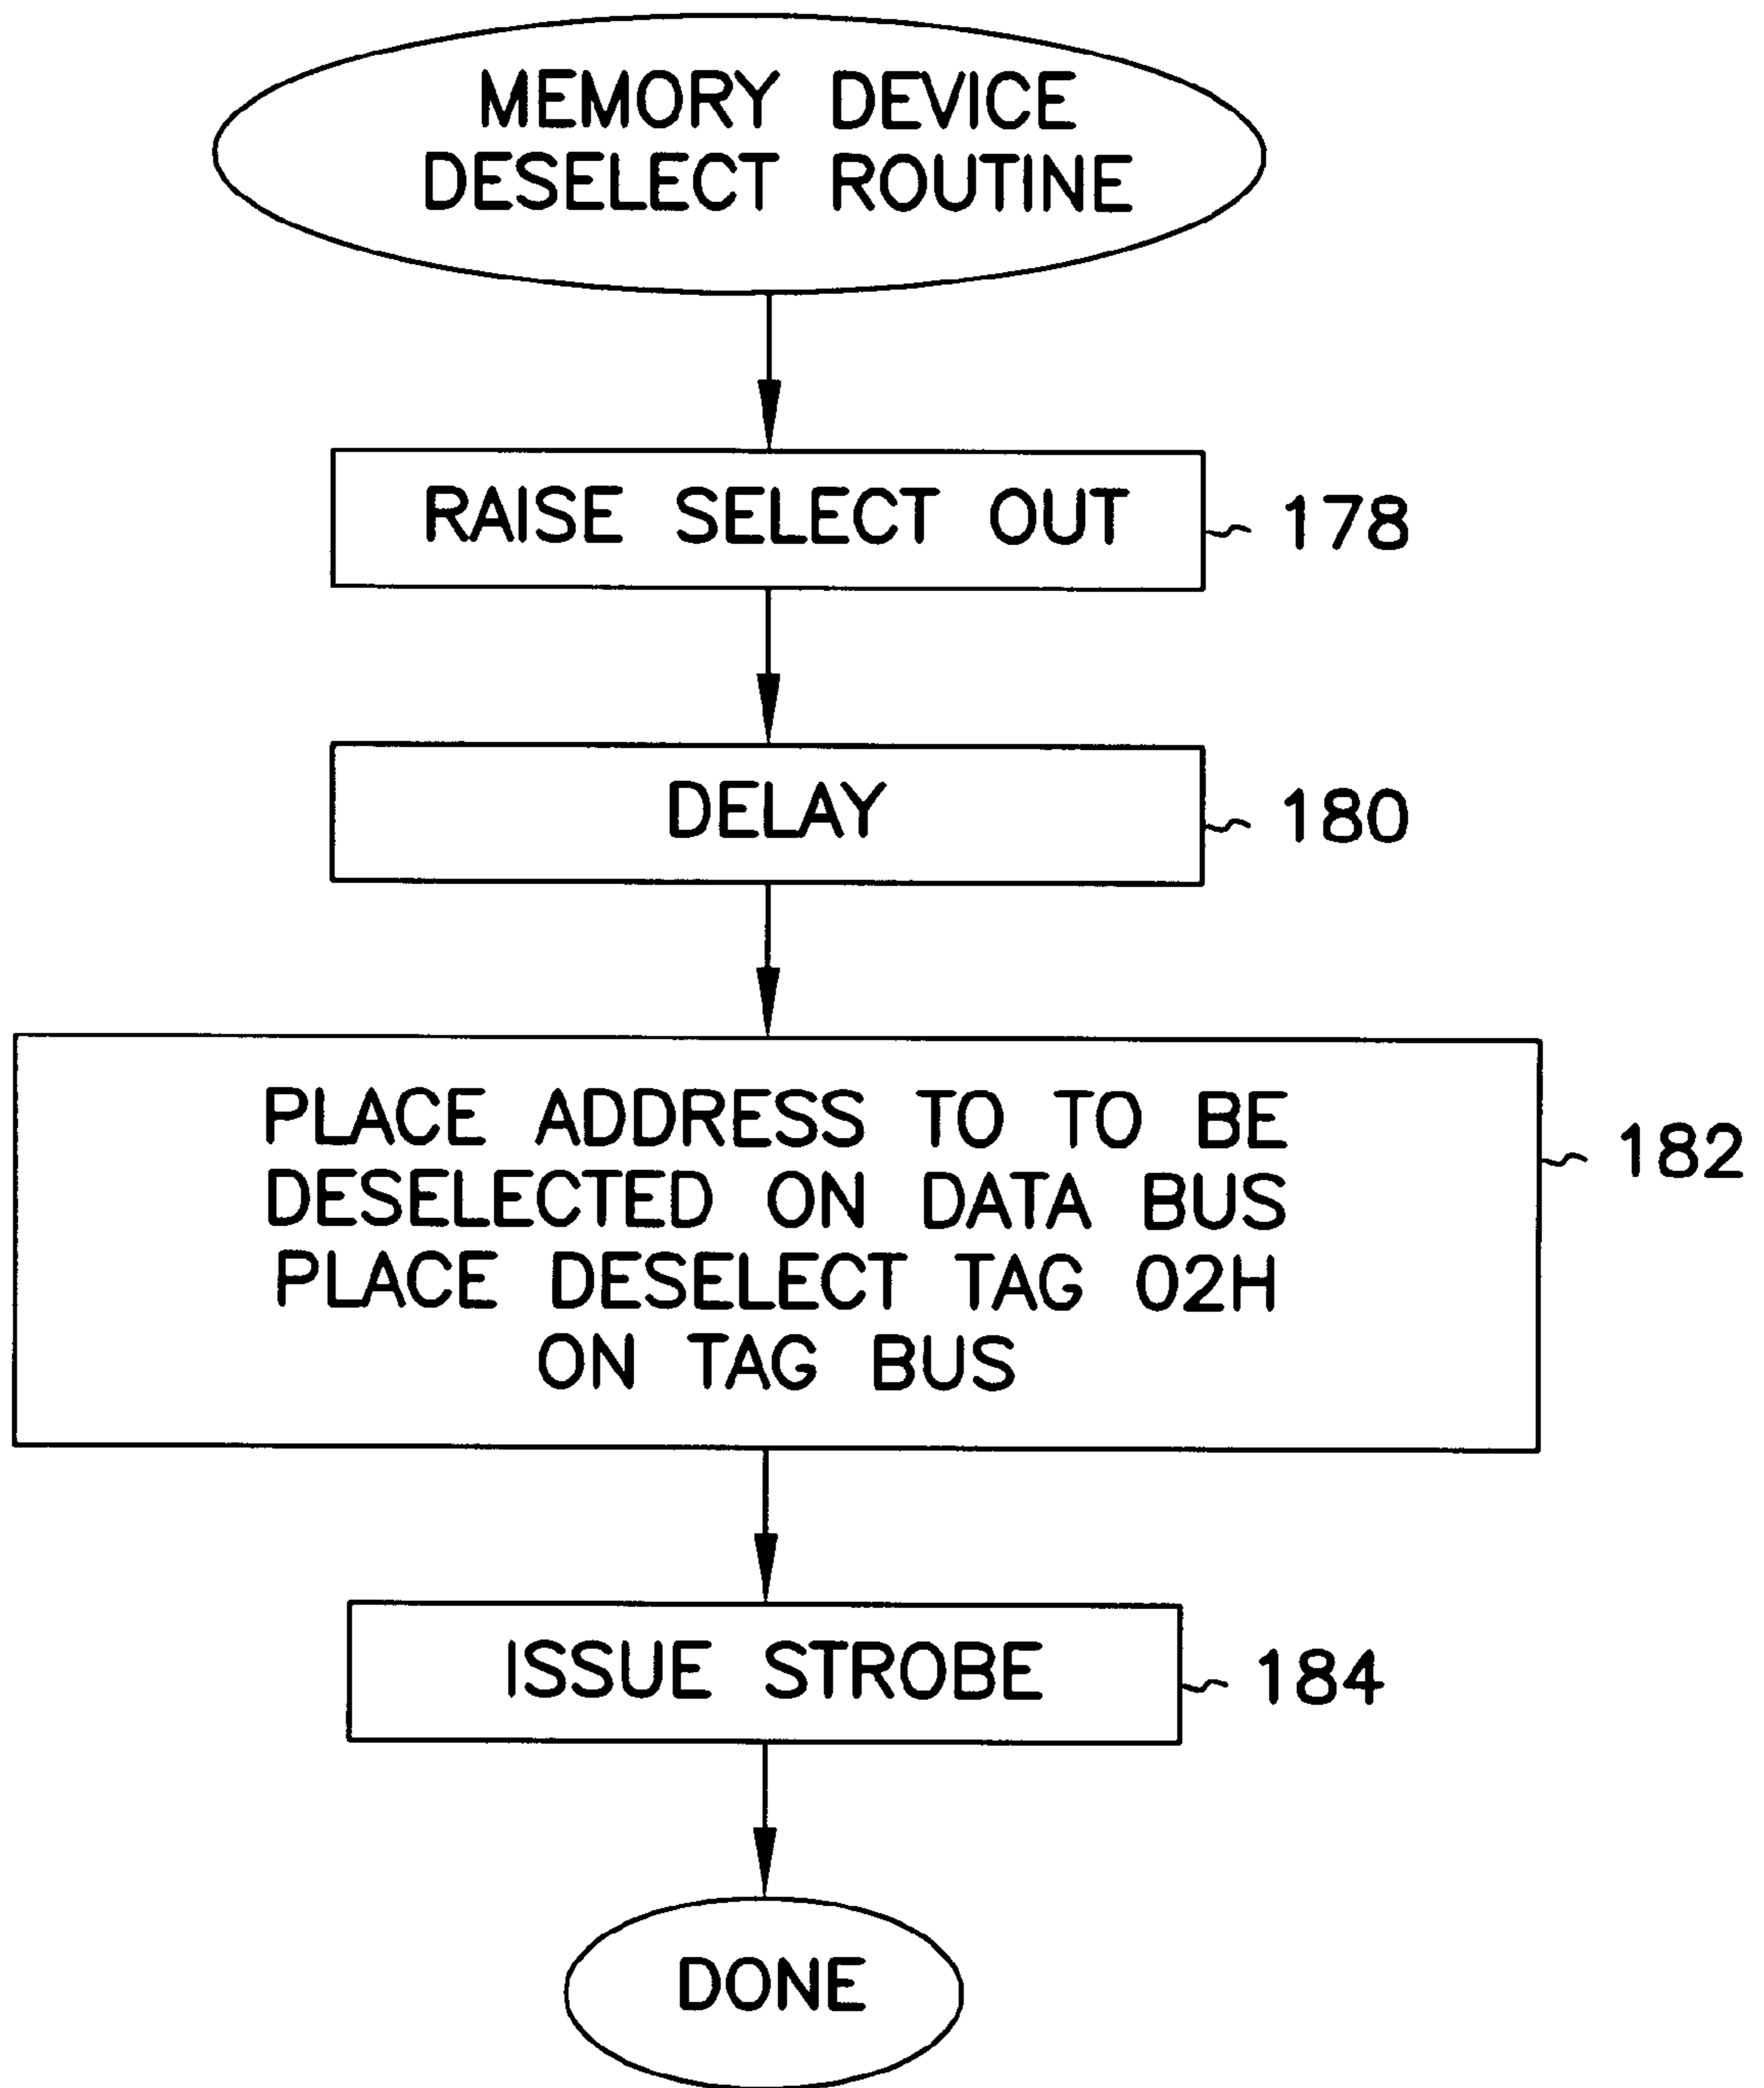 MEMORY DEVICE
DESELECT ROUTINE
RAISE SELECT OUT
178
DELAY
180
PLACE ADDRESS TO TO BE
DESELECTED ON DATA BUS
PLACE DESELECT TAG 02H
ON TAG BUS
182
ISSUE STROBE
184
DONE